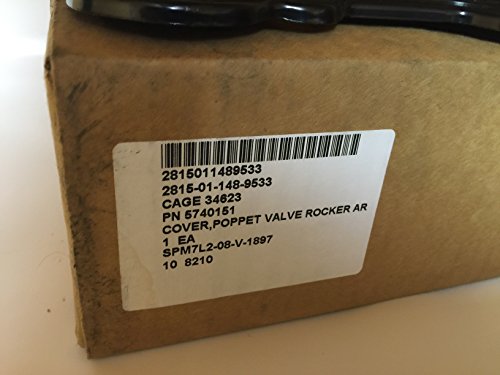 2815011489533
2815-01-148-9533
CAGE 34623
PN 5740151
COVER,POPPET VALVE ROCKER AR
1 EA
SPM7L2-08-V-1897
10 8210